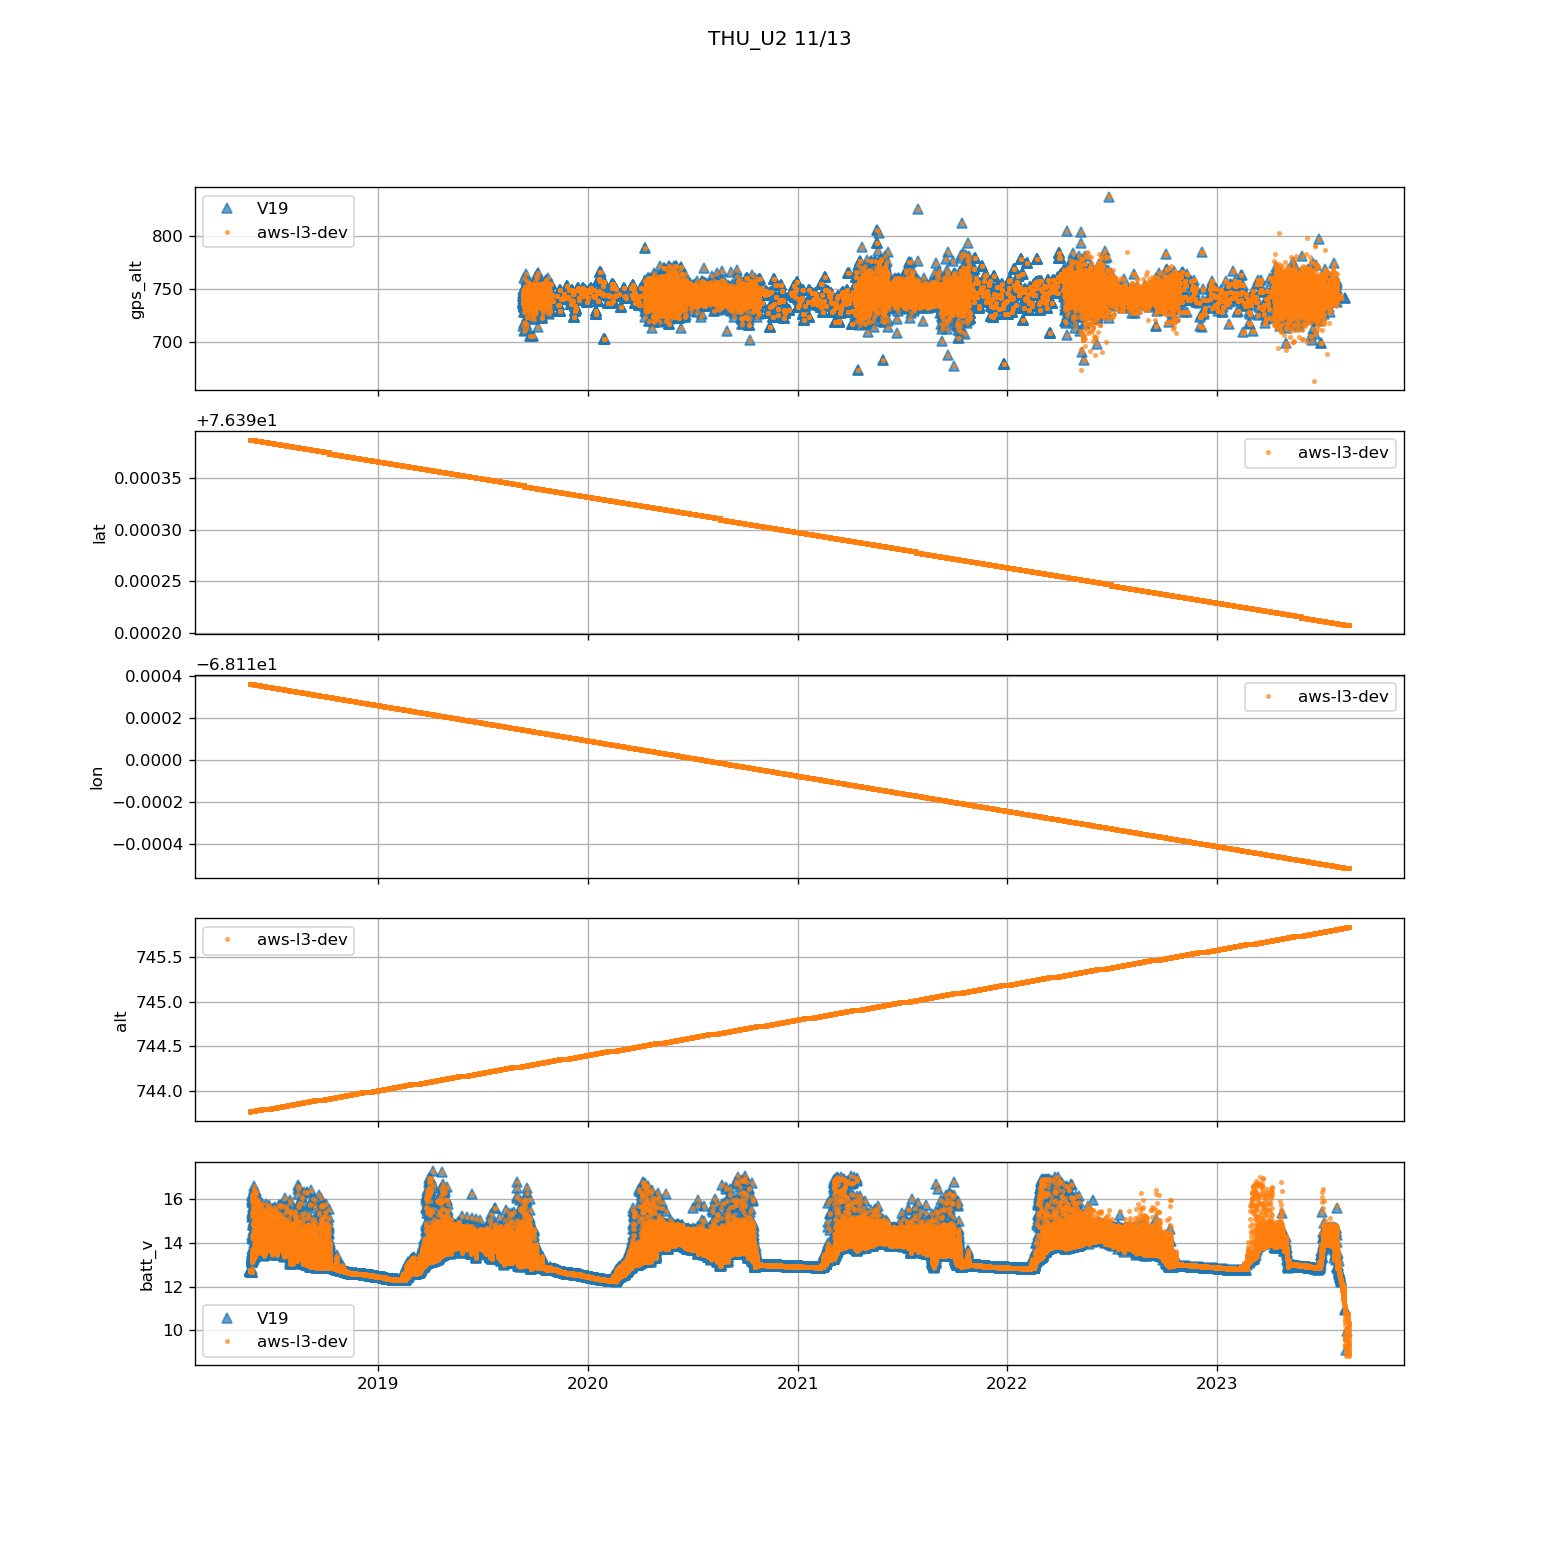 THU_U2 11/13
V19
aws-l3-dev
800
750
700
gps_alt
+7.639e1
aws-l3-dev
0.00035
0.00030
0.00025
0.00020
lat
−6.811e1
aws-l3-dev
0.0004
0.0002
0.0000
−0.0002
−0.0004
lon
aws-l3-dev
745.5
745.0
744.5
744.0
alt
16
14
12
10
batt_v
V19
aws-l3-dev
2019 2020 2021 2022 2023